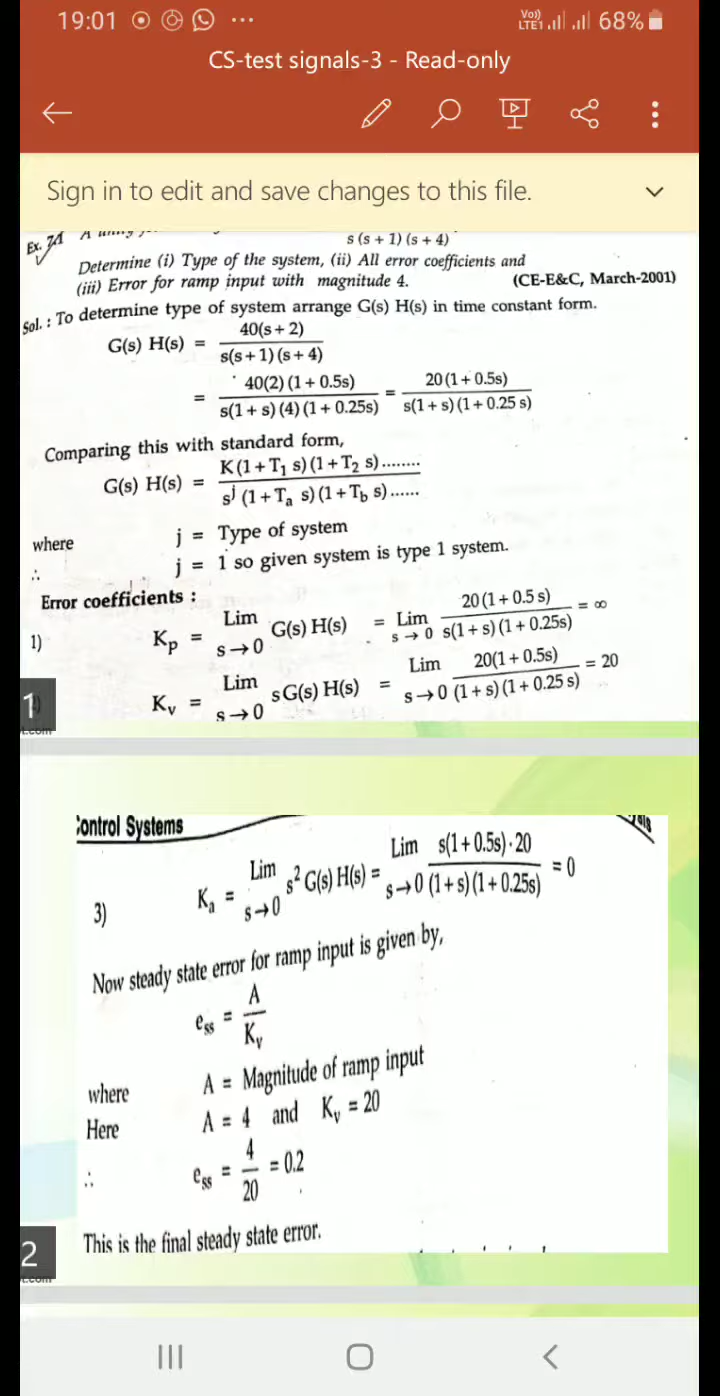 19:01 ... Vo)) LTE1 68%
CS-test signals-3 - Read-only
Sign in to edit and save changes to this file.
Ex. 7.1 A
s (s + 1) (s + 4)
Determine (i) Type of the system, (ii) All error coefficients and
(iii) Error for ramp input with magnitude 4. (CE-E&C, March-2001)
Sol. : To determine type of system arrange G(s) H(s) in time constant form.
G(s) H(s) = 40(s + 2) / s(s + 1) (s + 4)
= 40(2) (1 + 0.5s) / s(1 + s) (4) (1 + 0.25s) = 20 (1 + 0.5s) / s(1 + s) (1 + 0.25 s)
Comparing this with standard form,
G(s) H(s) = K (1 + T₁ s) (1 + T₂ s) ........ / sʲ (1 + Tₐ s) (1 + T_b s) ......
where j = Type of system
∴ j = 1 so given system is type 1 system.
Error coefficients :
1) Kₚ = Lim s → 0 G(s) H(s) = Lim s → 0 20 (1 + 0.5 s) / s(1 + s) (1 + 0.25s) = ∞
Kᵥ = Lim s → 0 s G(s) H(s) = Lim s → 0 20(1 + 0.5s) / (1 + s) (1 + 0.25 s) = 20
1
t.com
Control Systems
3) Kₐ = Lim s → 0 s² G(s) H(s) = Lim s → 0 s(1 + 0.5s) · 20 / (1 + s) (1 + 0.25s) = 0
Now steady state error for ramp input is given by,
eₛₛ = A / Kᵥ
where A = Magnitude of ramp input
Here A = 4 and Kᵥ = 20
∴ eₛₛ = 4 / 20 = 0.2
This is the final steady state error.
2
t.com